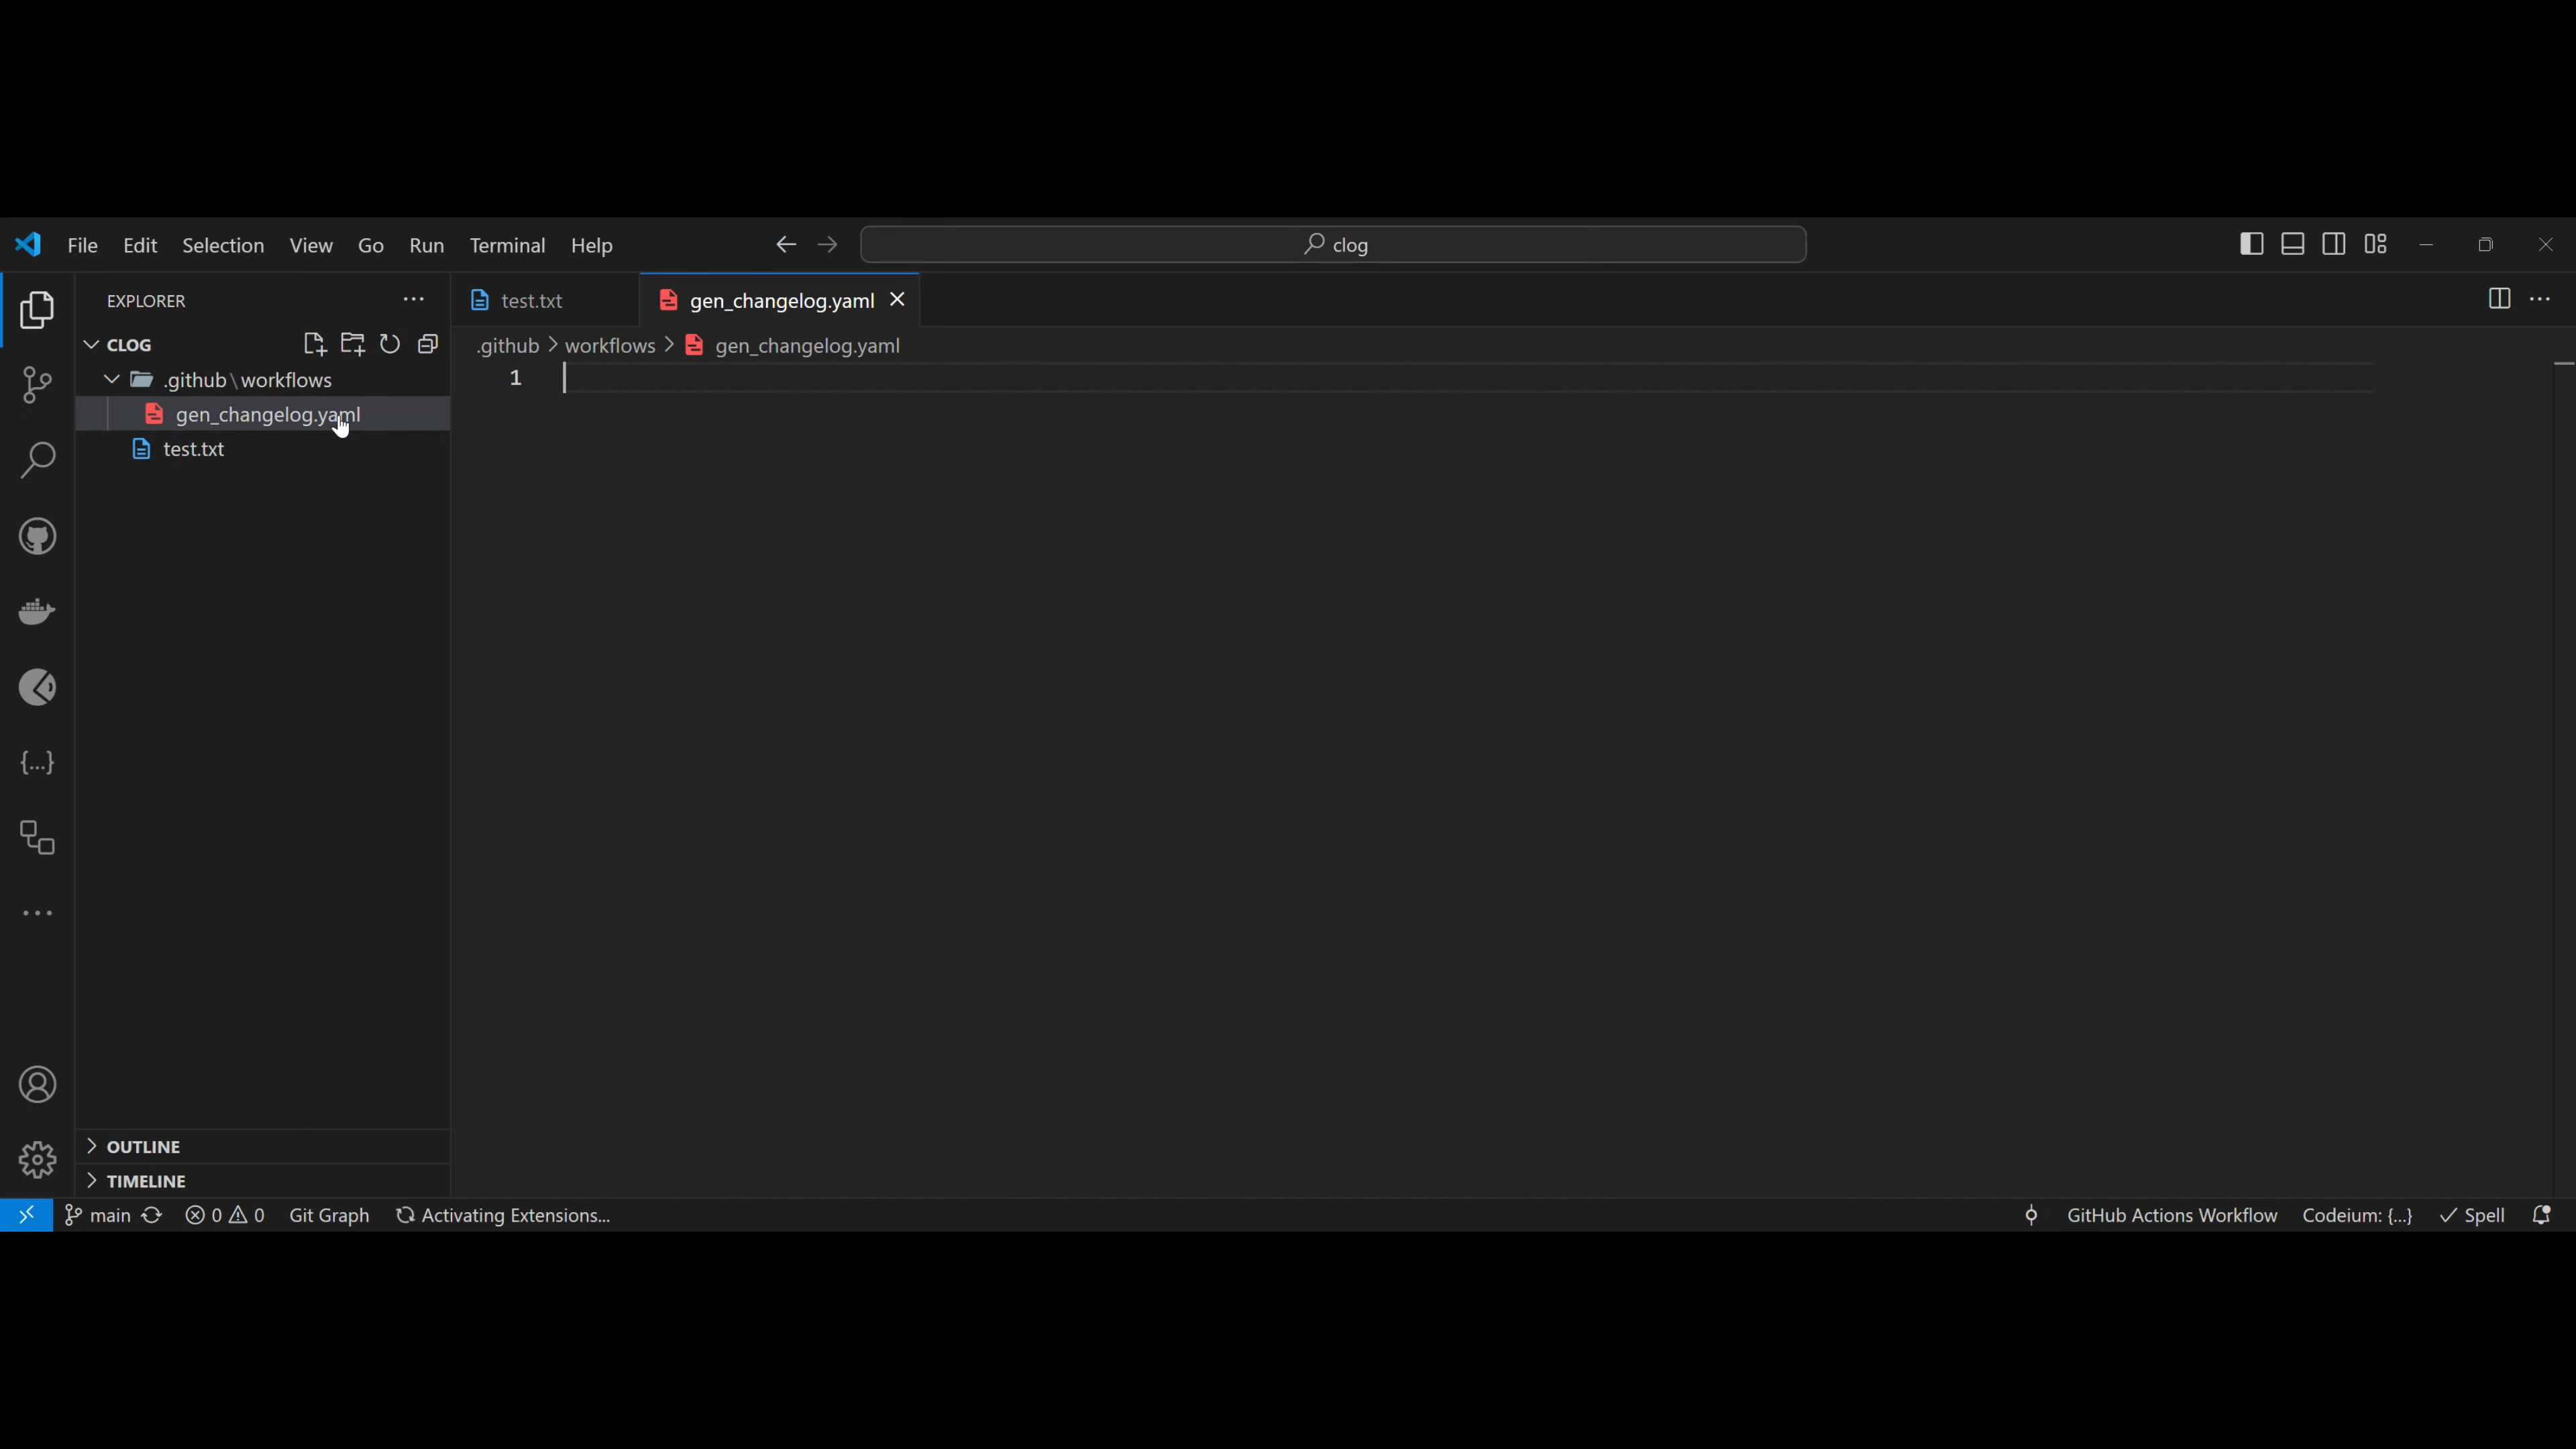 File Edit Selection View Go Run Terminal Help
clog
EXPLORER
test.txt
gen_changelog.yaml
CLOG
.github > workflows > gen_changelog.yaml
.github\workflows
1
gen_changelog.yaml
test.txt
{...}
OUTLINE
TIMELINE
main 0 0 Git Graph Activating Extensions... GitHub Actions Workflow Codeium: {...} Spell